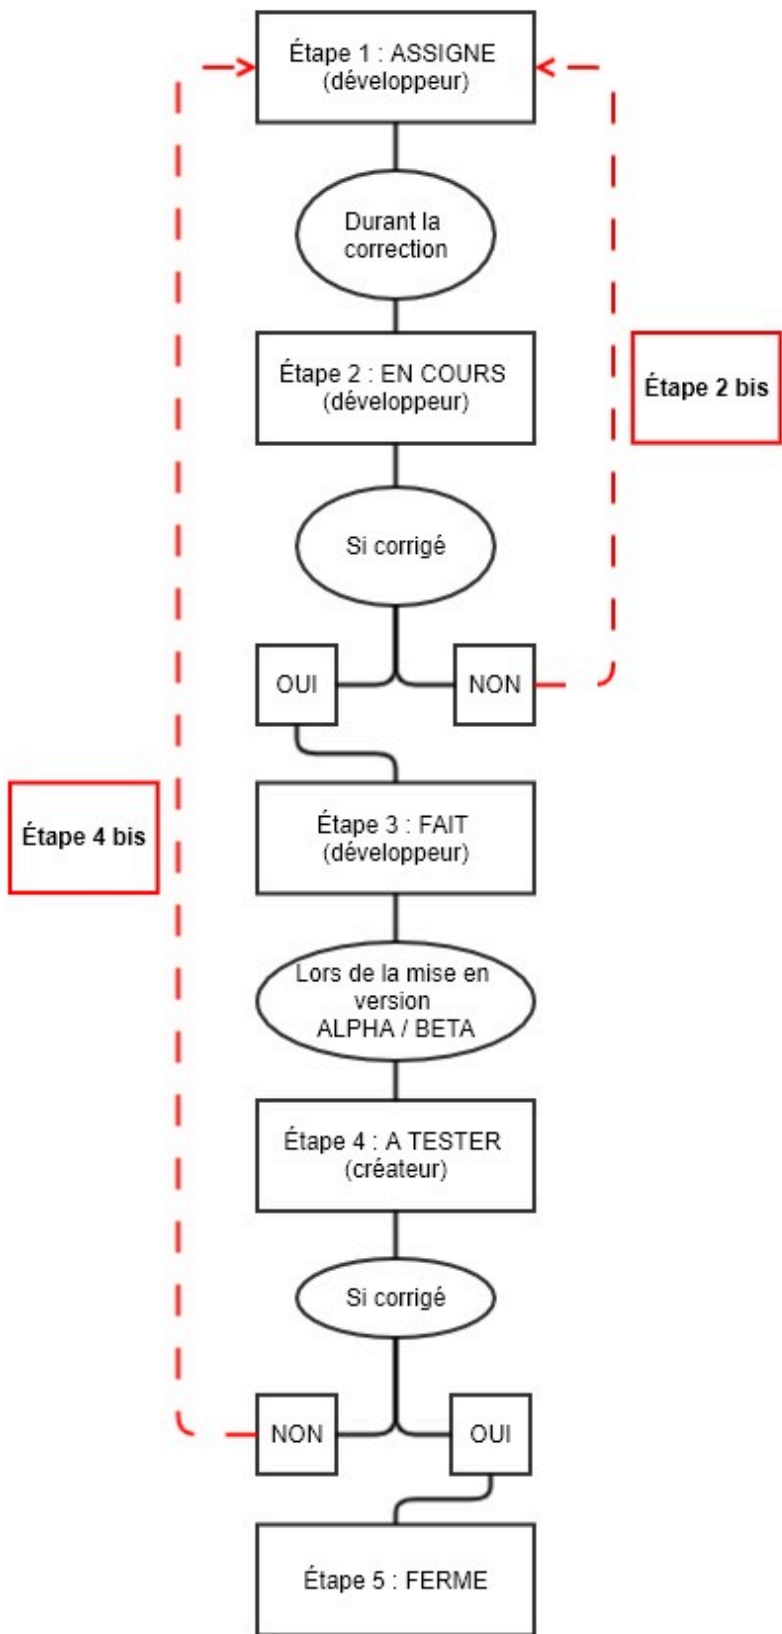 Étape 1 : ASSIGNE
(développeur)
Durant la
correction
Étape 2 : EN COURS
(développeur)
Étape 2 bis
Si corrigé
OUI
NON
Étape 3 : FAIT
(développeur)
Étape 4 bis
Lors de la mise en
version
ALPHA / BETA
Étape 4 : A TESTER
(créateur)
Si corrigé
NON
OUI
Étape 5 : FERME